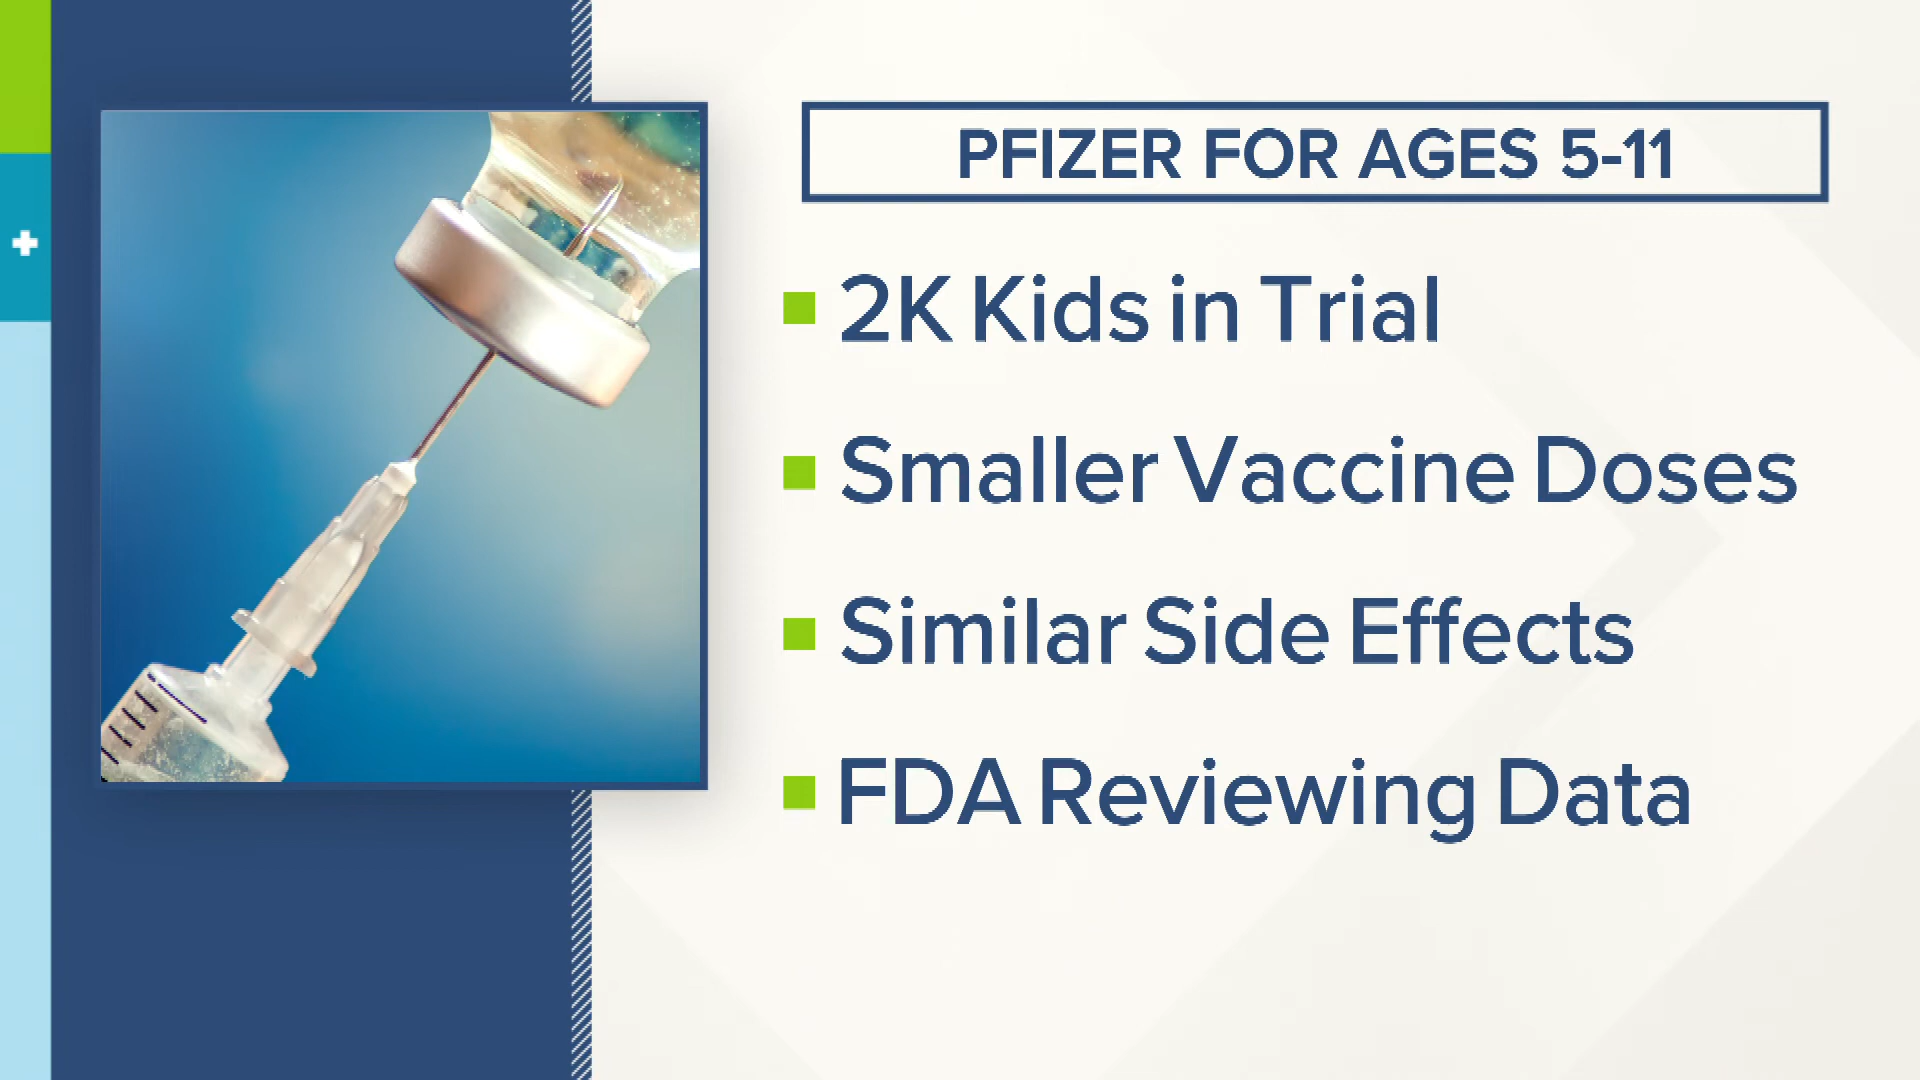 PFIZER FOR AGES 5-11
2K Kids in Trial
Smaller Vaccine Doses
Similar Side Effects
FDA Reviewing Data